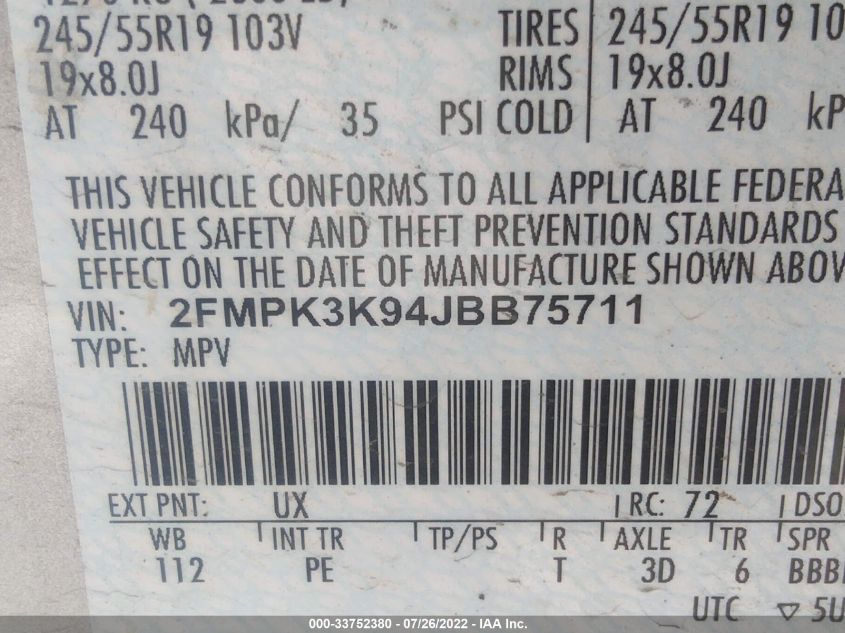 245/55R19 103V TIRES 245/55R19 10
19x8.0J RIMS 19x8.0J
AT 240 kPa/ 35 PSI COLD AT 240 kP
THIS VEHICLE CONFORMS TO ALL APPLICABLE FEDERA
VEHICLE SAFETY AND THEFT PREVENTION STANDARDS
EFFECT ON THE DATE OF MANUFACTURE SHOWN ABOV
VIN: 2FMPK3K94JBB75711
TYPE: MPV
EXT PNT: UX RC: 72 DSO
WB INT TR TP/PS R AXLE TR SPR
112 PE T 3D 6 BBB
UTC ▽ 5U
000-33752380 - 07/26/2022 - IAA Inc.